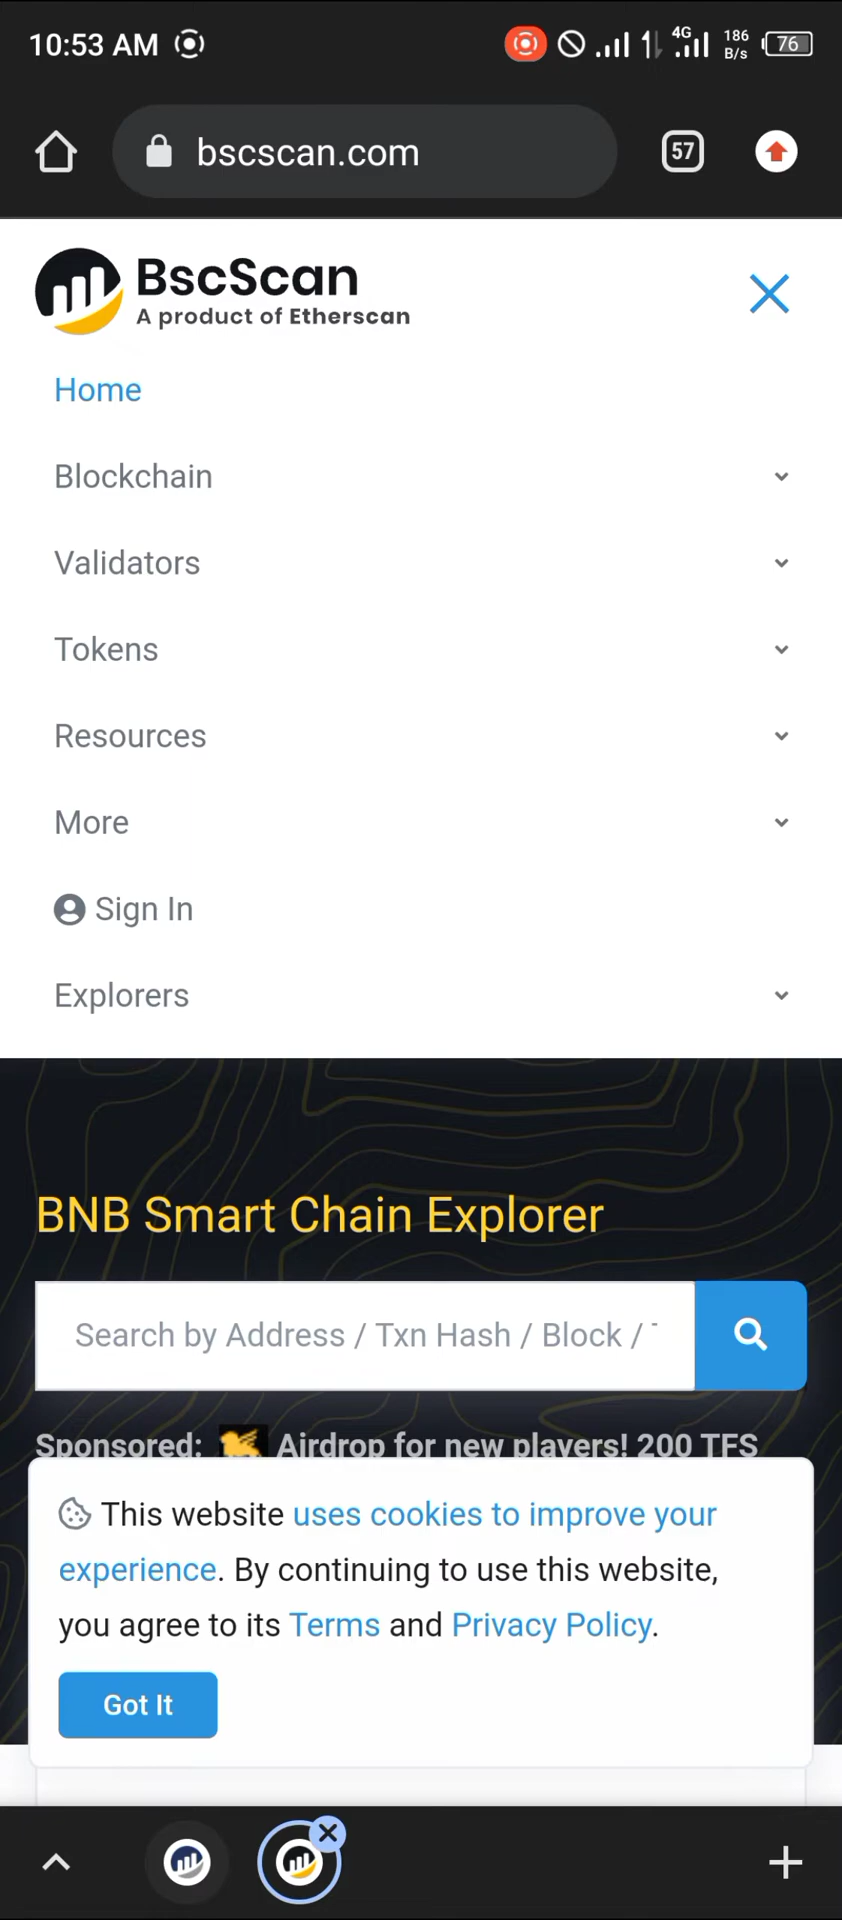 10:53 AM 4G 186 B/s 76
bscscan.com 57
BscScan
A product of Etherscan
Home
Blockchain
Validators
Tokens
Resources
More
Sign In
Explorers
BNB Smart Chain Explorer
Search by Address / Txn Hash / Block /
Sponsored: Airdrop for new players! 200 TFS
This website uses cookies to improve your
experience. By continuing to use this website,
you agree to its Terms and Privacy Policy.
Got It